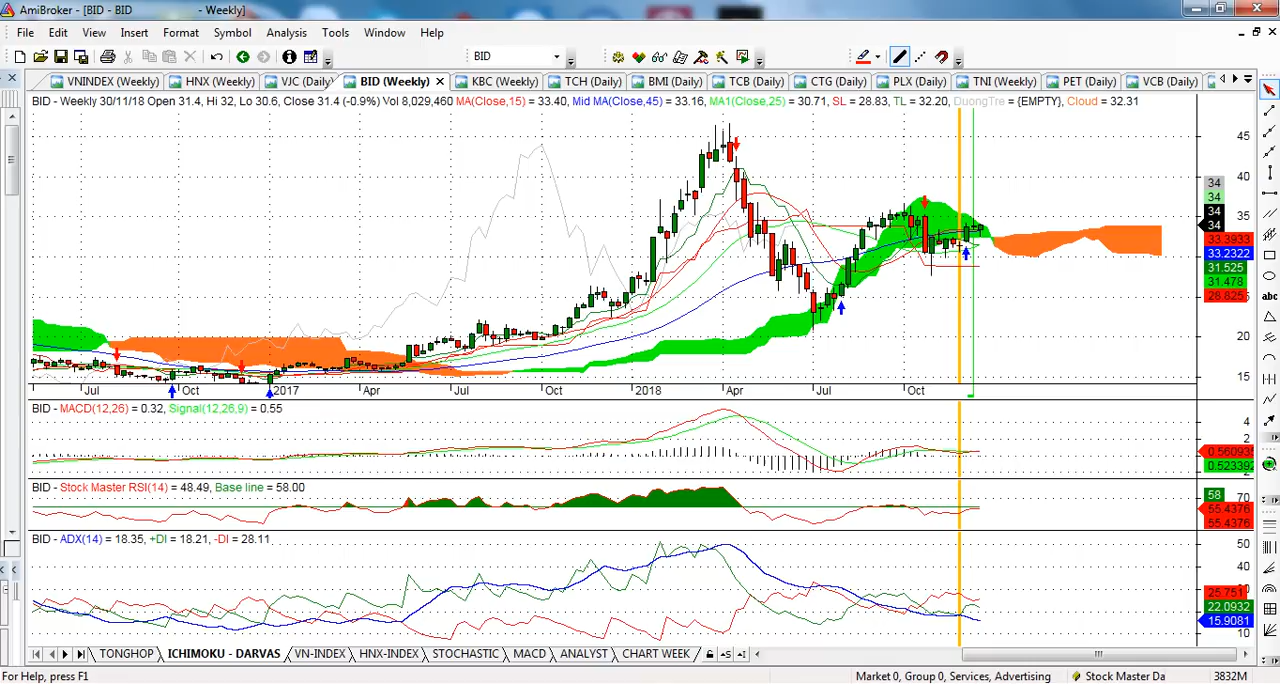 AmiBroker - [BID - BID - Weekly]
File Edit View Insert Format Symbol Analysis Tools Window Help
BID
VNINDEX (Weekly) HNX (Weekly) VJC (Daily) BID (Weekly) KBC (Weekly) TCH (Daily) BMI (Daily) TCB (Daily) CTG (Daily) PLX (Daily) TNI (Weekly) PET (Daily) VCB (Daily)
BID - Weekly 30/11/18 Open 31.4, Hi 32, Lo 30.6, Close 31.4 (-0.9%) Vol 8,029,460 MA(Close,15) = 33.40, Mid MA(Close,45) = 33.16, MA1(Close,25) = 30.71, SL = 28.83, TL = 32.20, DuongTre = {EMPTY}, Cloud = 32.31
45
40
34
34
35
34
34
33.3933
33.2322
31.525
31.478
28.825
20
15
abc
Jul Oct 2017 Apr Jul Oct 2018 Apr Jul Oct
BID - MACD(12,26) = 0.32, Signal(12,26,9) = 0.55
4
2
0.56093
0.523392
BID - Stock Master RSI(14) = 48.49, Base line = 58.00
58
70
55.4376
55.4376
BID - ADX(14) = 18.35, +DI = 18.21, -DI = 28.11
50
40
30
25.751
22.0932
15.9081
10
TONGHOP ICHIMOKU - DARVAS VN-INDEX HNX-INDEX STOCHASTIC MACD ANALYST CHART WEEK
For Help, press F1 Market 0, Group 0, Services, Advertising Stock Master Da 3832M